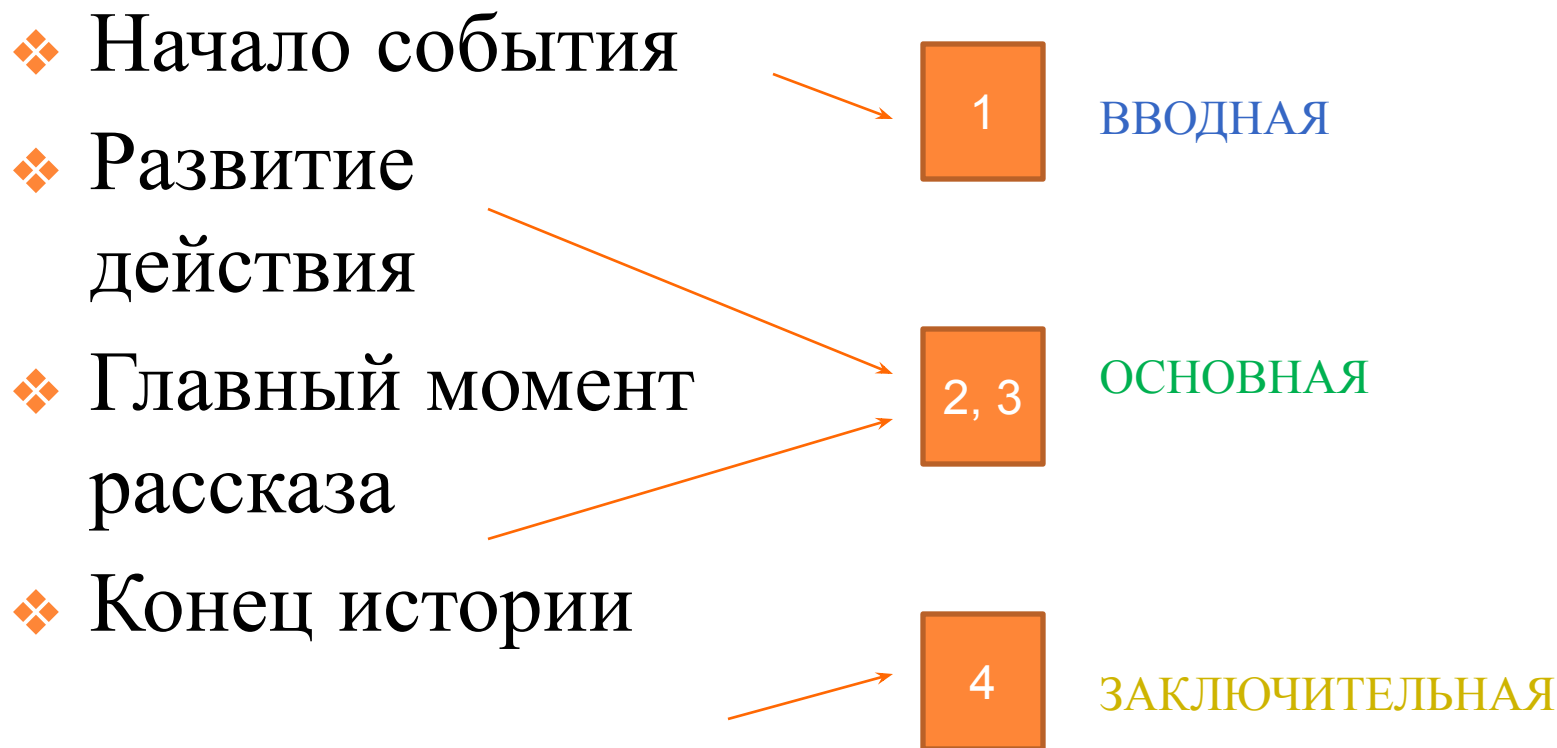 Начало события
Развитие
действия
Главный момент
рассказа
Конец истории
1
ВВОДНАЯ
2, 3
ОСНОВНАЯ
4
ЗАКЛЮЧИТЕЛЬНАЯ